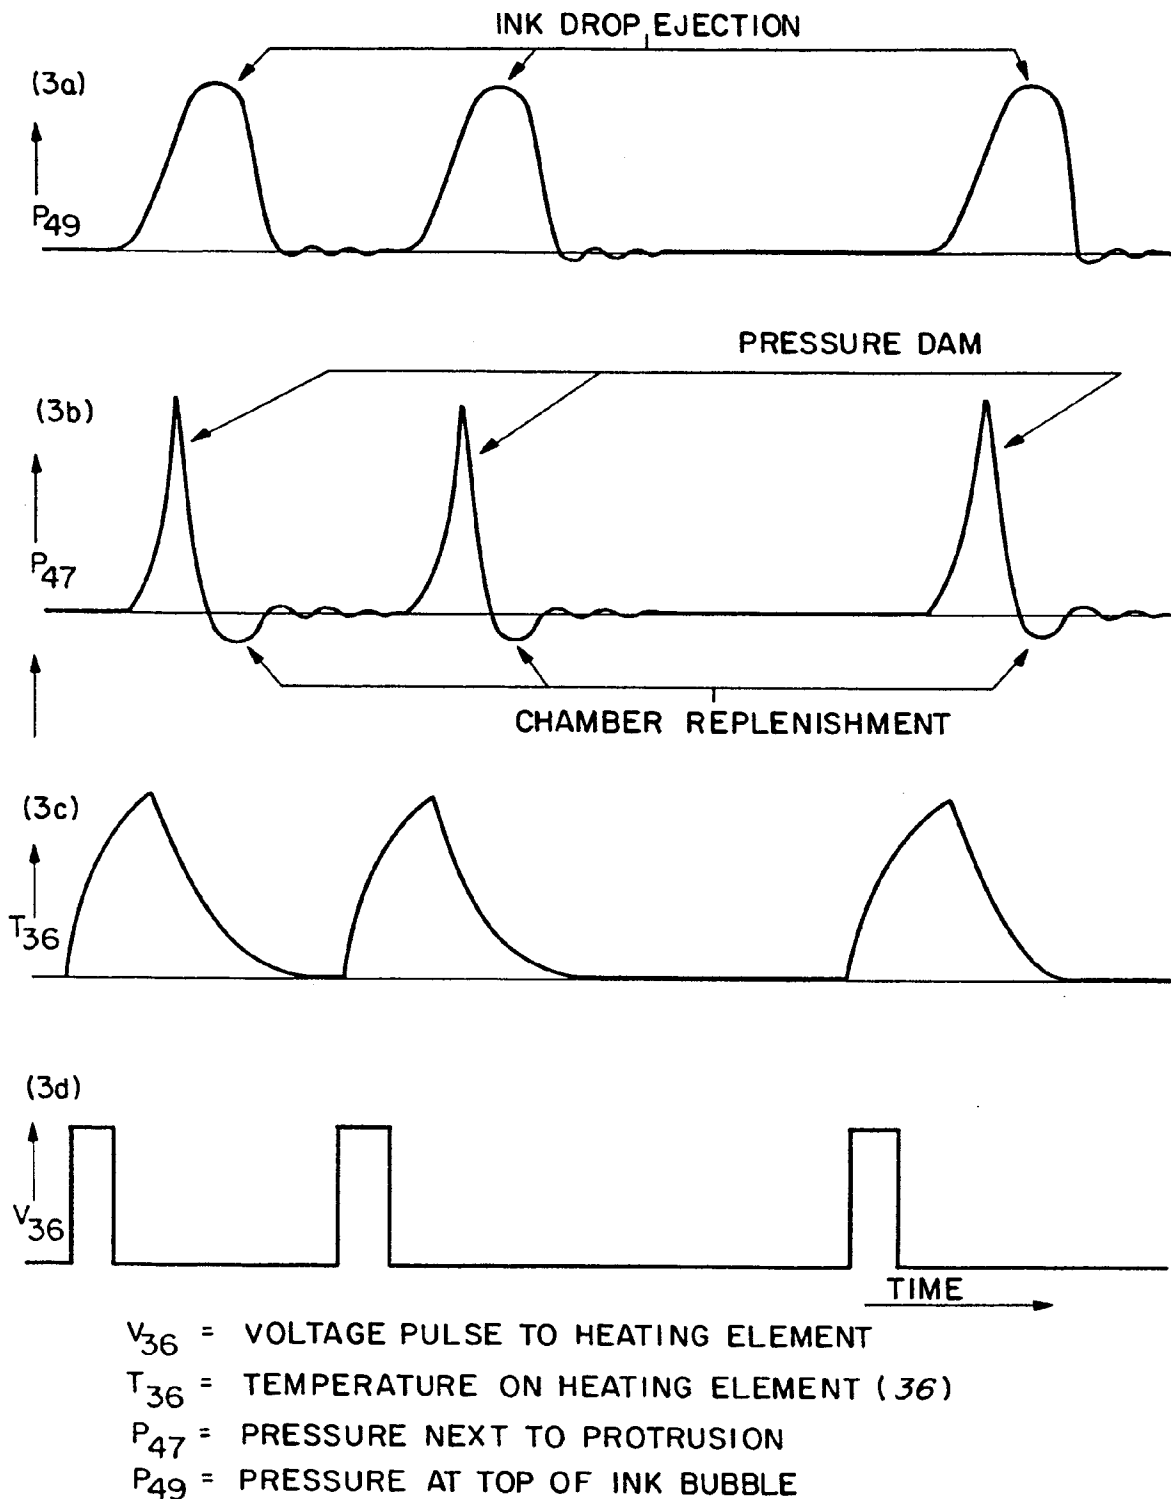 INK DROP EJECTION
(3a)
P49
PRESSURE DAM
(3b)
P47
CHAMBER REPLENISHMENT
(3c)
T36
(3d)
V36
TIME
V36 = VOLTAGE PULSE TO HEATING ELEMENT
T36 = TEMPERATURE ON HEATING ELEMENT (36)
P47 = PRESSURE NEXT TO PROTRUSION
P49 = PRESSURE AT TOP OF INK BUBBLE